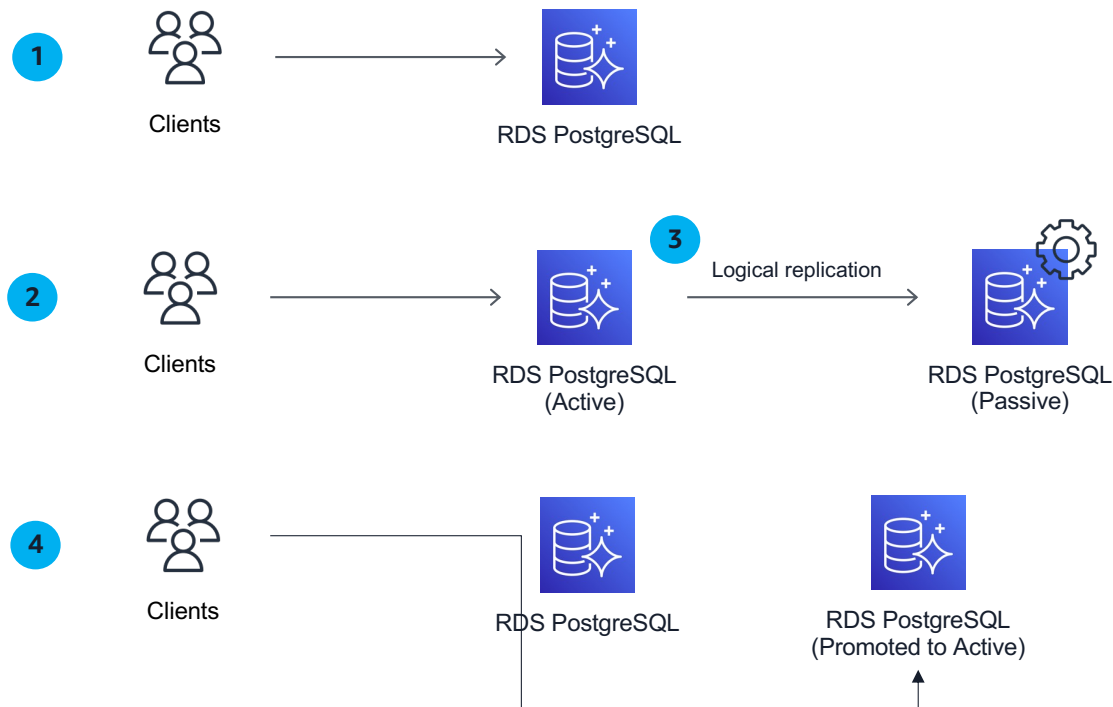 1
Clients
RDS PostgreSQL
2
Clients
RDS PostgreSQL
(Active)
3
Logical replication
RDS PostgreSQL
(Passive)
4
Clients
RDS PostgreSQL
RDS PostgreSQL
(Promoted to Active)